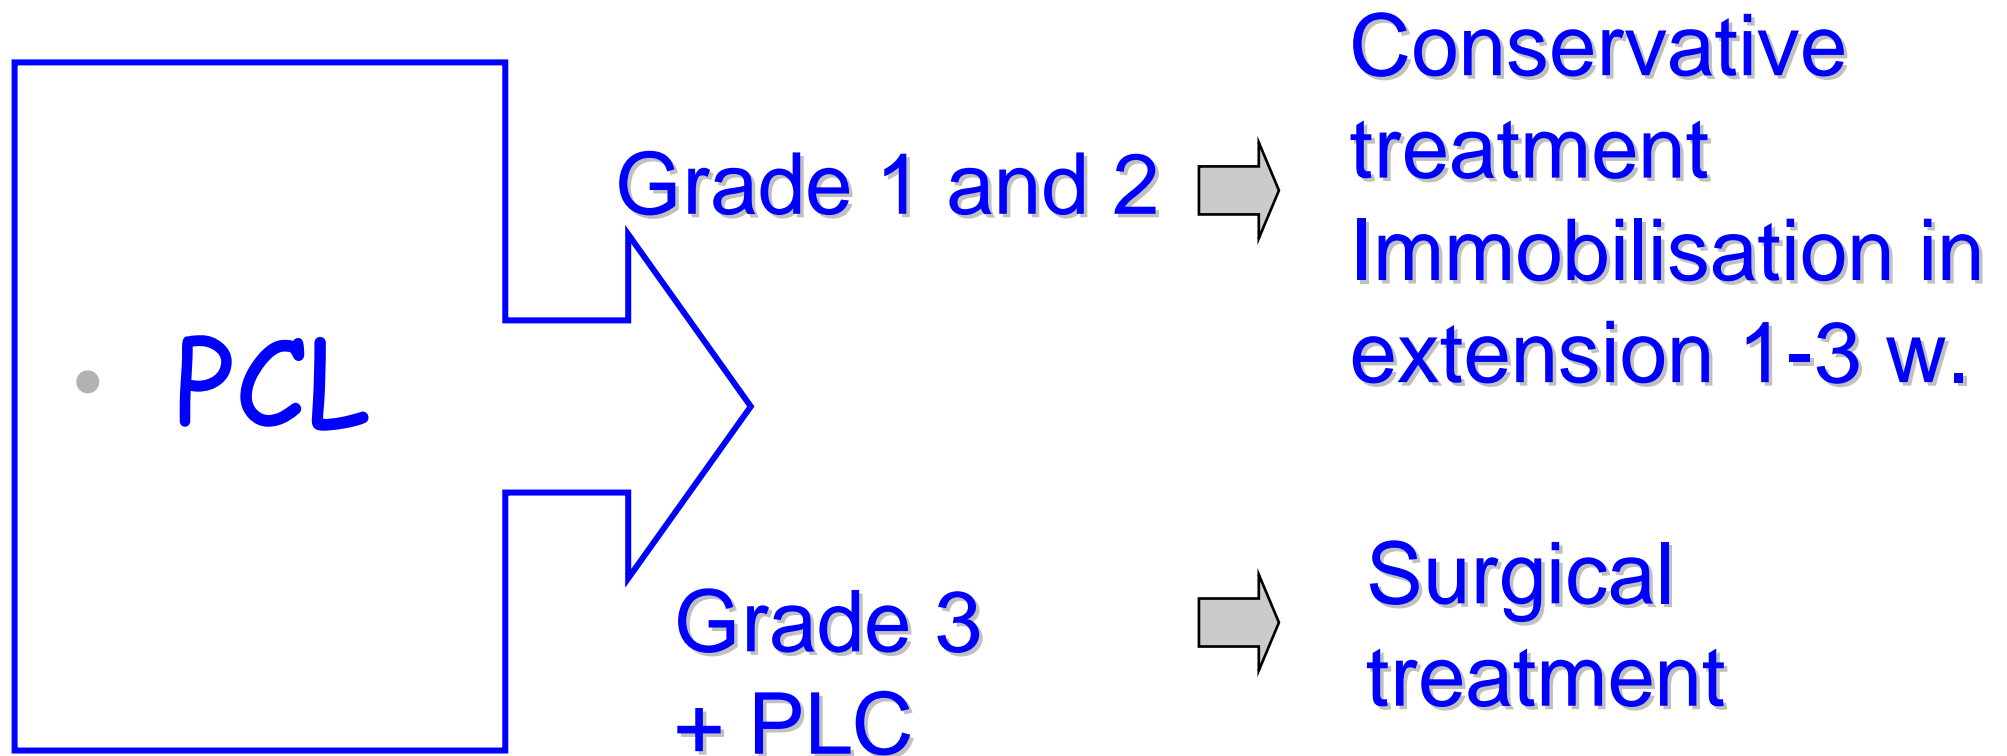 • PCL
Grade 1 and 2
Conservative
treatment
Immobilisation in
extension 1-3 w.
Grade 3
+ PLC
Surgical
treatment